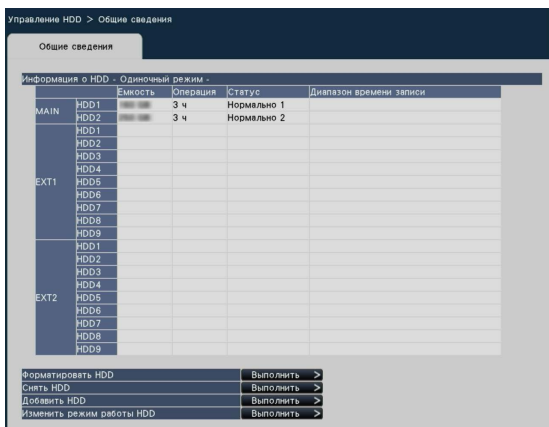 Управление HDD > Общие сведения
Общие сведения
Информация о HDD - Одиночный режим -
Емкость Операция Статус Диапазон времени записи
MAIN HDD1 3 ч Нормально 1
HDD2 3 ч Нормально 2
EXT1 HDD1
HDD2
HDD3
HDD4
HDD5
HDD6
HDD7
HDD8
HDD9
EXT2 HDD1
HDD2
HDD3
HDD4
HDD5
HDD6
HDD7
HDD8
HDD9
Форматировать HDD Выполнить >
Снять HDD Выполнить >
Добавить HDD Выполнить >
Изменить режим работы HDD Выполнить >